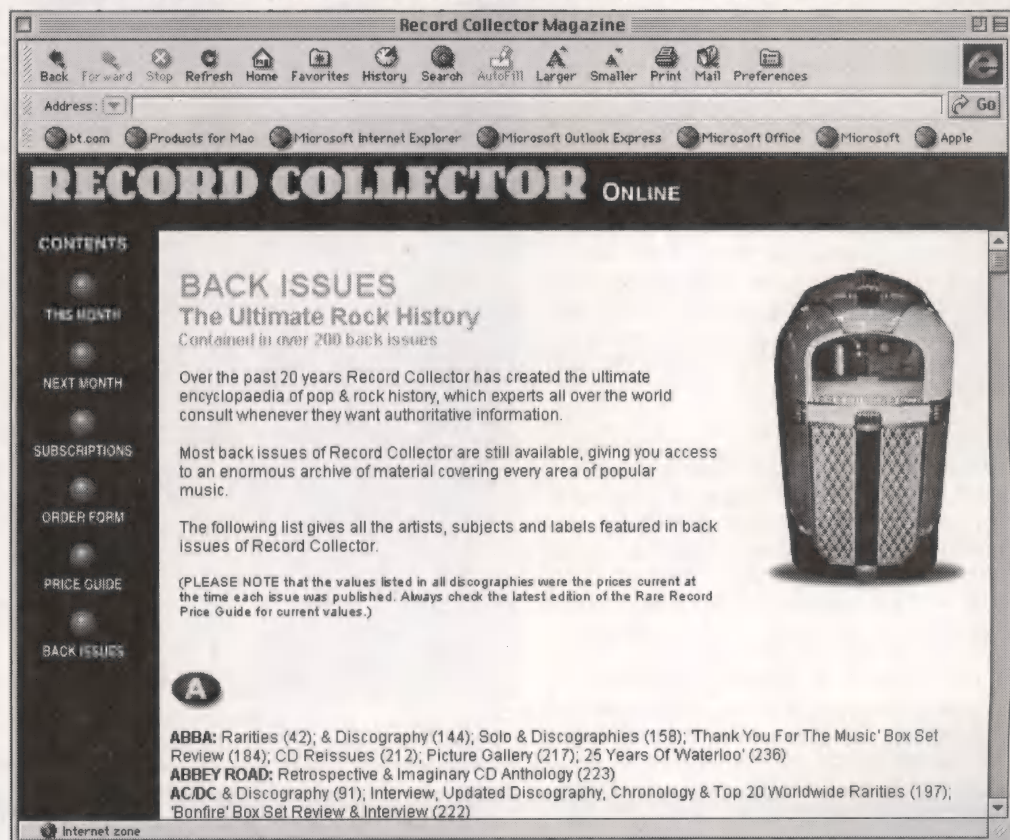 Record Collector Magazine
Back Forward Stop Refresh Home Favorites History Search AutoFill Larger Smaller Print Mail Preferences
Address: Go
bt.com Products for Mac Microsoft Internet Explorer Microsoft Outlook Express Microsoft Office Microsoft Apple
RECORD COLLECTOR ONLINE
CONTENTS
THIS MONTH
NEXT MONTH
SUBSCRIPTIONS
ORDER FORM
PRICE GUIDE
BACK ISSUES
BACK ISSUES
The Ultimate Rock History
Contained in over 200 back issues
Over the past 20 years Record Collector has created the ultimate
encyclopaedia of pop & rock history, which experts all over the world
consult whenever they want authoritative information.
Most back issues of Record Collector are still available, giving you access
to an enormous archive of material covering every area of popular
music.
The following list gives all the artists, subjects and labels featured in back
issues of Record Collector.
(PLEASE NOTE that the values listed in all discographies were the prices current at
the time each issue was published. Always check the latest edition of the Rare Record
Price Guide for current values.)
A
ABBA: Rarities (42); & Discography (144); Solo & Discographies (158); 'Thank You For The Music' Box Set
Review (184); CD Reissues (212); Picture Gallery (217); 25 Years Of 'Waterloo' (236)
ABBEY ROAD: Retrospective & Imaginary CD Anthology (223)
AC/DC & Discography (91); Interview, Updated Discography, Chronology & Top 20 Worldwide Rarities (197);
'Bonfire' Box Set Review & Interview (222)
Internet zone